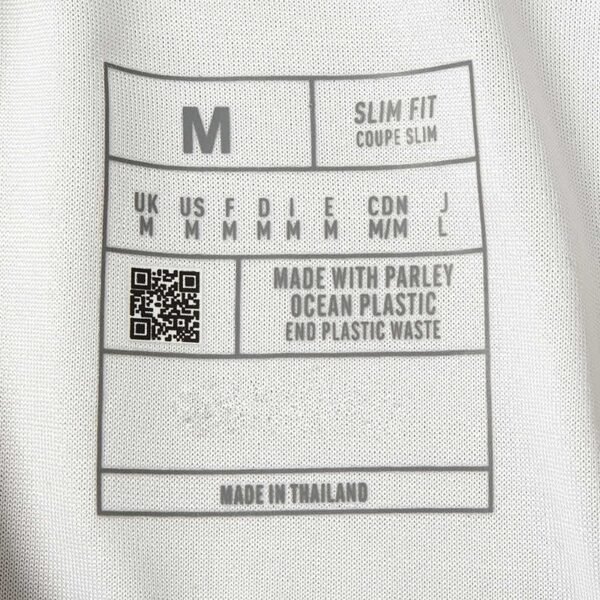 M
SLIM FIT
COUPE SLIM
UK US F D I E CDN J
M M M M M M M/M L
MADE WITH PARLEY
OCEAN PLASTIC
END PLASTIC WASTE
MADE IN THAILAND